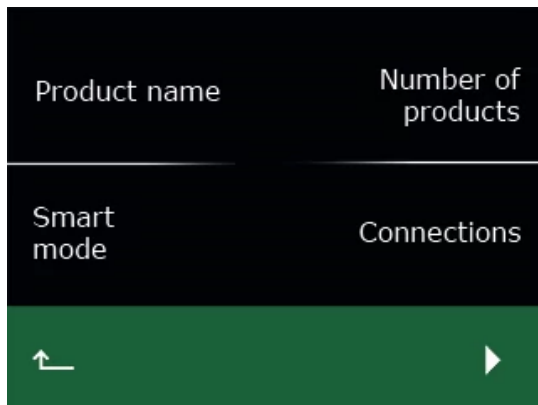 Product name
Number of
products
Smart
mode
Connections